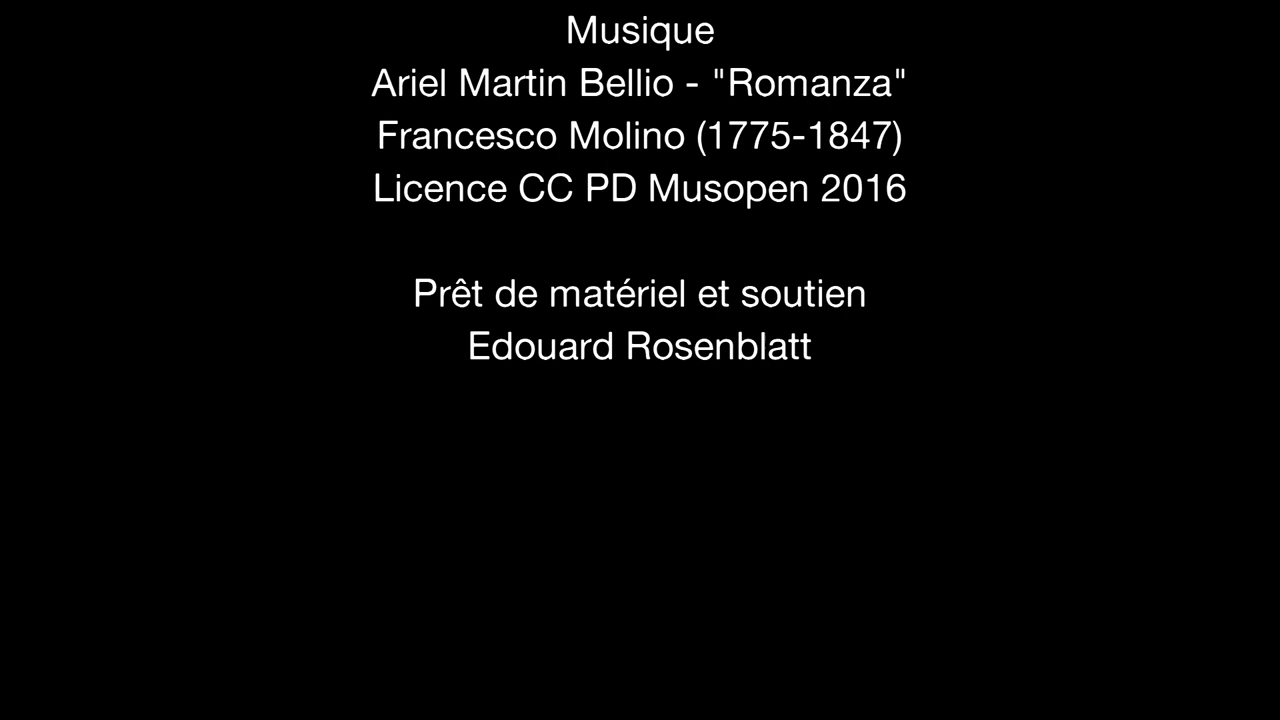 Musique
Ariel Martin Bellio - "Romanza"
Francesco Molino (1775-1847)
Licence CC PD Musopen 2016
Prêt de matériel et soutien
Edouard Rosenblatt